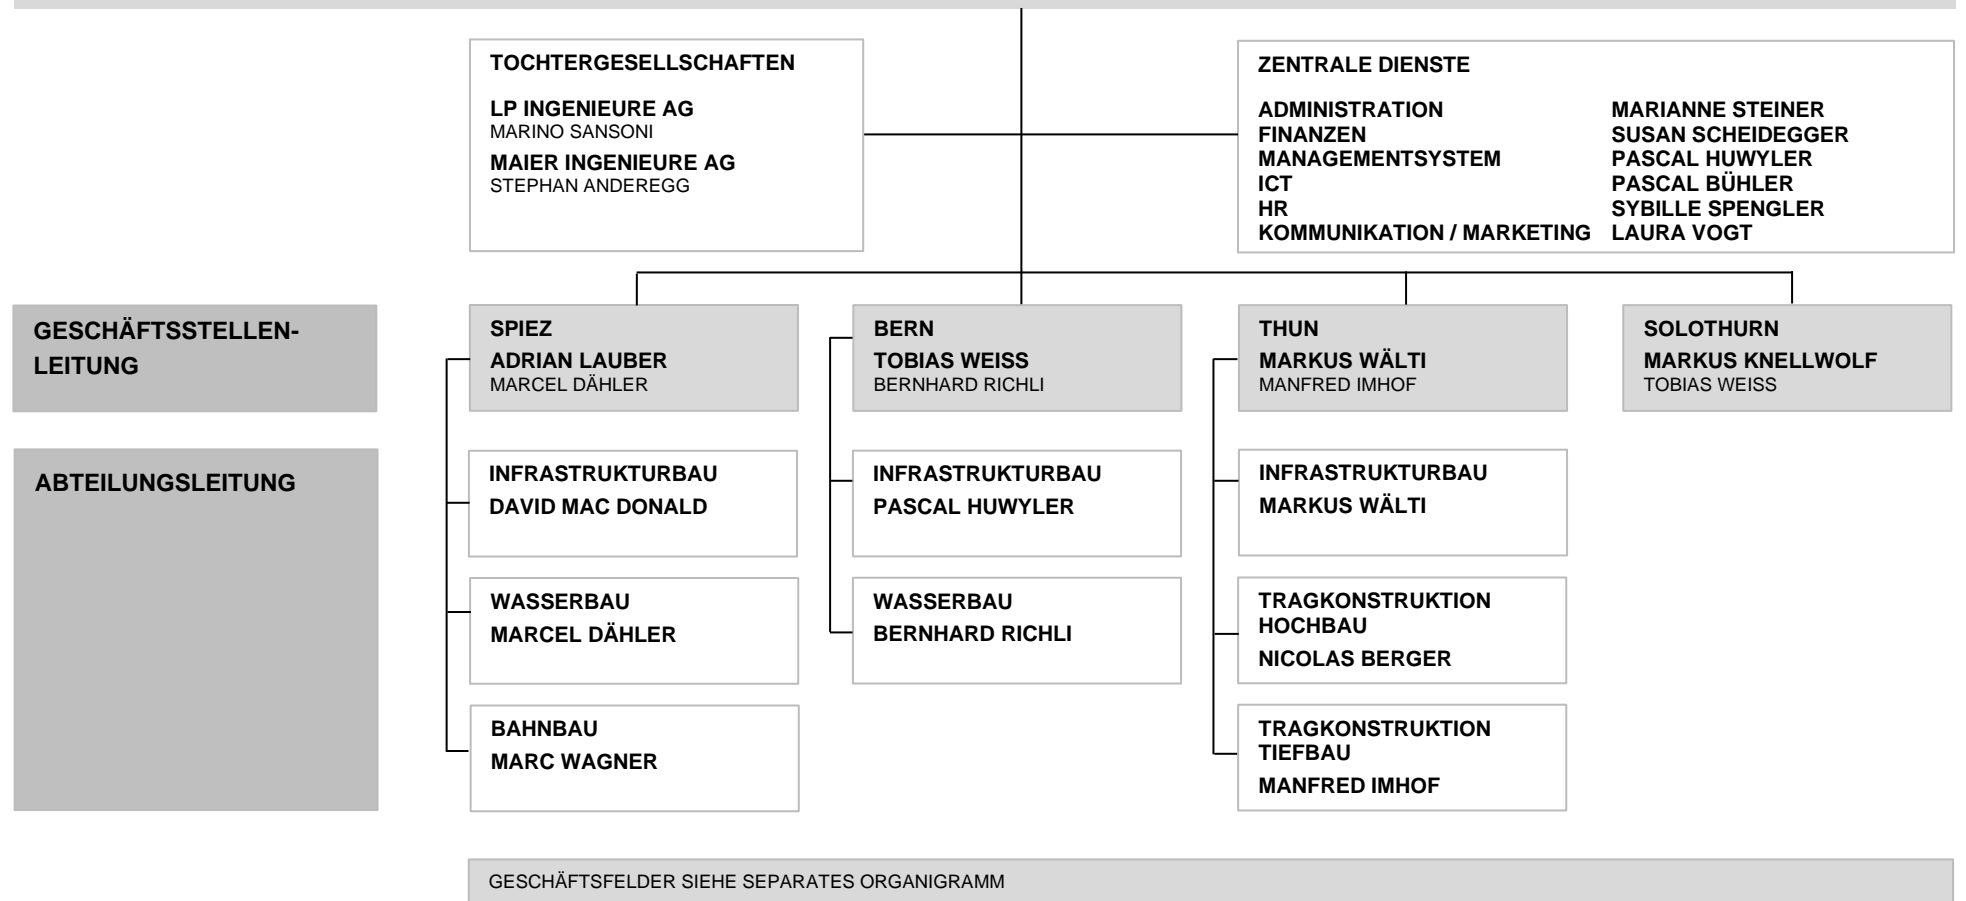 TOCHTERGESELLSCHAFTEN
LP INGENIEURE AG
MARINO SANSONI
MAIER INGENIEURE AG
STEPHAN ANDEREGG
ZENTRALE DIENSTE
ADMINISTRATION MARIANNE STEINER
FINANZEN SUSAN SCHEIDEGGER
MANAGEMENTSYSTEM PASCAL HUWYLER
ICT PASCAL BÜHLER
HR SYBILLE SPENGLER
KOMMUNIKATION / MARKETING LAURA VOGT
GESCHÄFTSSTELLEN-
LEITUNG
SPIEZ
ADRIAN LAUBER
MARCEL DÄHLER
BERN
TOBIAS WEISS
BERNHARD RICHLI
THUN
MARKUS WÄLTI
MANFRED IMHOF
SOLOTHURN
MARKUS KNELLWOLF
TOBIAS WEISS
ABTEILUNGSLEITUNG
INFRASTRUKTURBAU
DAVID MAC DONALD
INFRASTRUKTURBAU
PASCAL HUWYLER
INFRASTRUKTURBAU
MARKUS WÄLTI
WASSERBAU
MARCEL DÄHLER
WASSERBAU
BERNHARD RICHLI
TRAGKONSTRUKTION
HOCHBAU
NICOLAS BERGER
BAHNBAU
MARC WAGNER
TRAGKONSTRUKTION
TIEFBAU
MANFRED IMHOF
GESCHÄFTSFELDER SIEHE SEPARATES ORGANIGRAMM